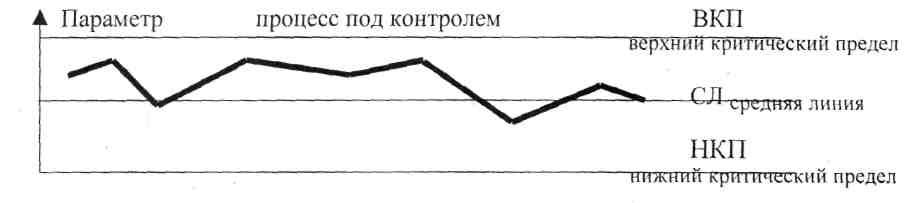 Параметр процесс под контролем ВКП
верхний критический предел
СЛ средняя линия
НКП
нижний критический предел